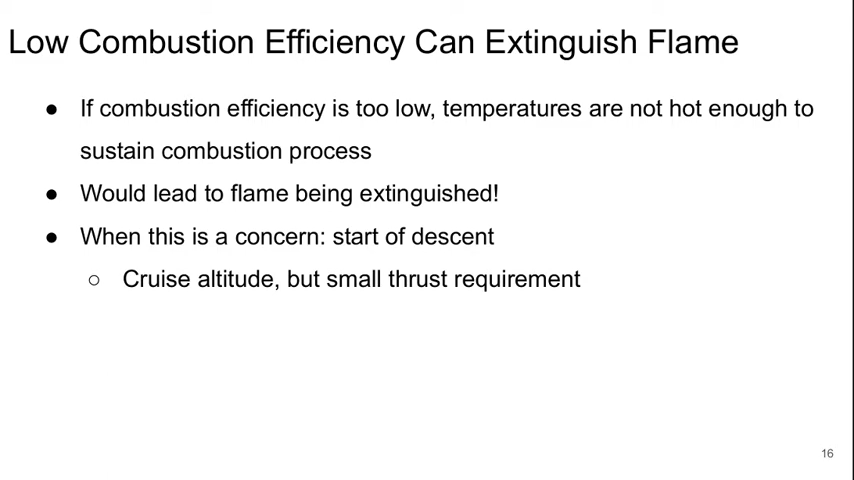 Low Combustion Efficiency Can Extinguish Flame
● If combustion efficiency is too low, temperatures are not hot enough to
sustain combustion process
● Would lead to flame being extinguished!
● When this is a concern: start of descent
○ Cruise altitude, but small thrust requirement
16